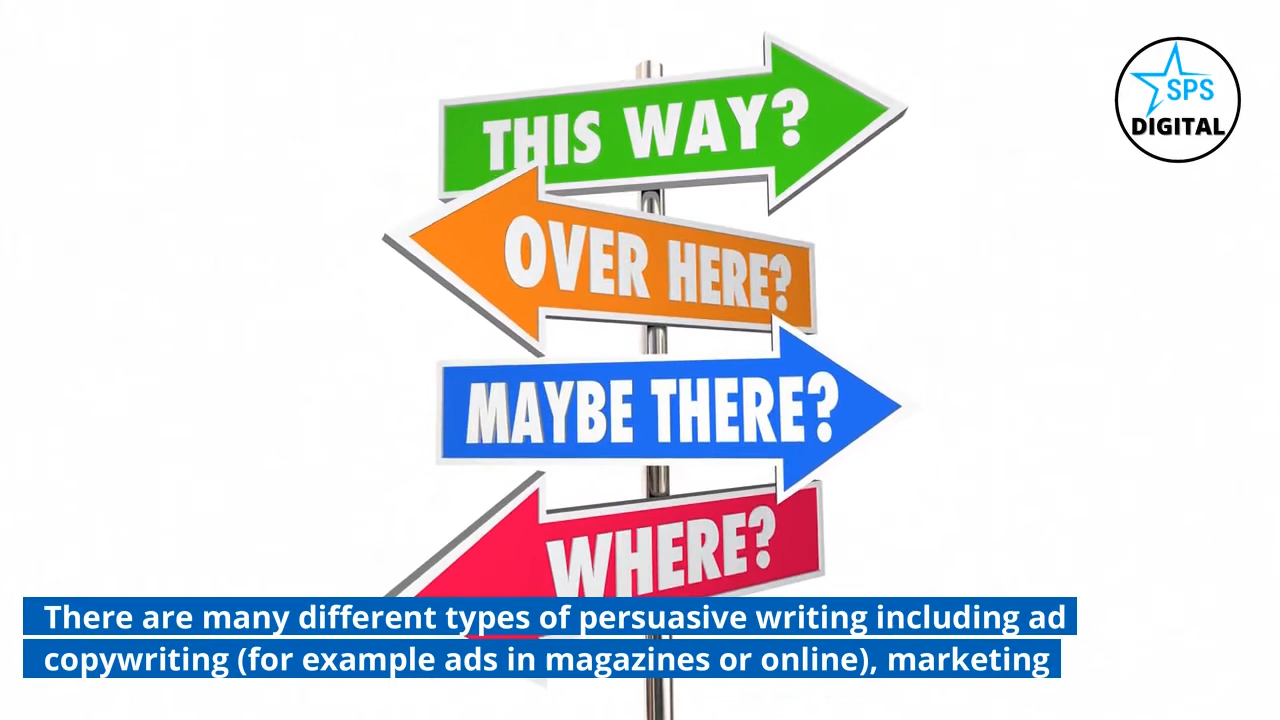 THIS WAY?
SPS
DIGITAL
OVER HERE?
MAYBE THERE?
WHERE?
There are many different types of persuasive writing including ad
copywriting (for example ads in magazines or online), marketing